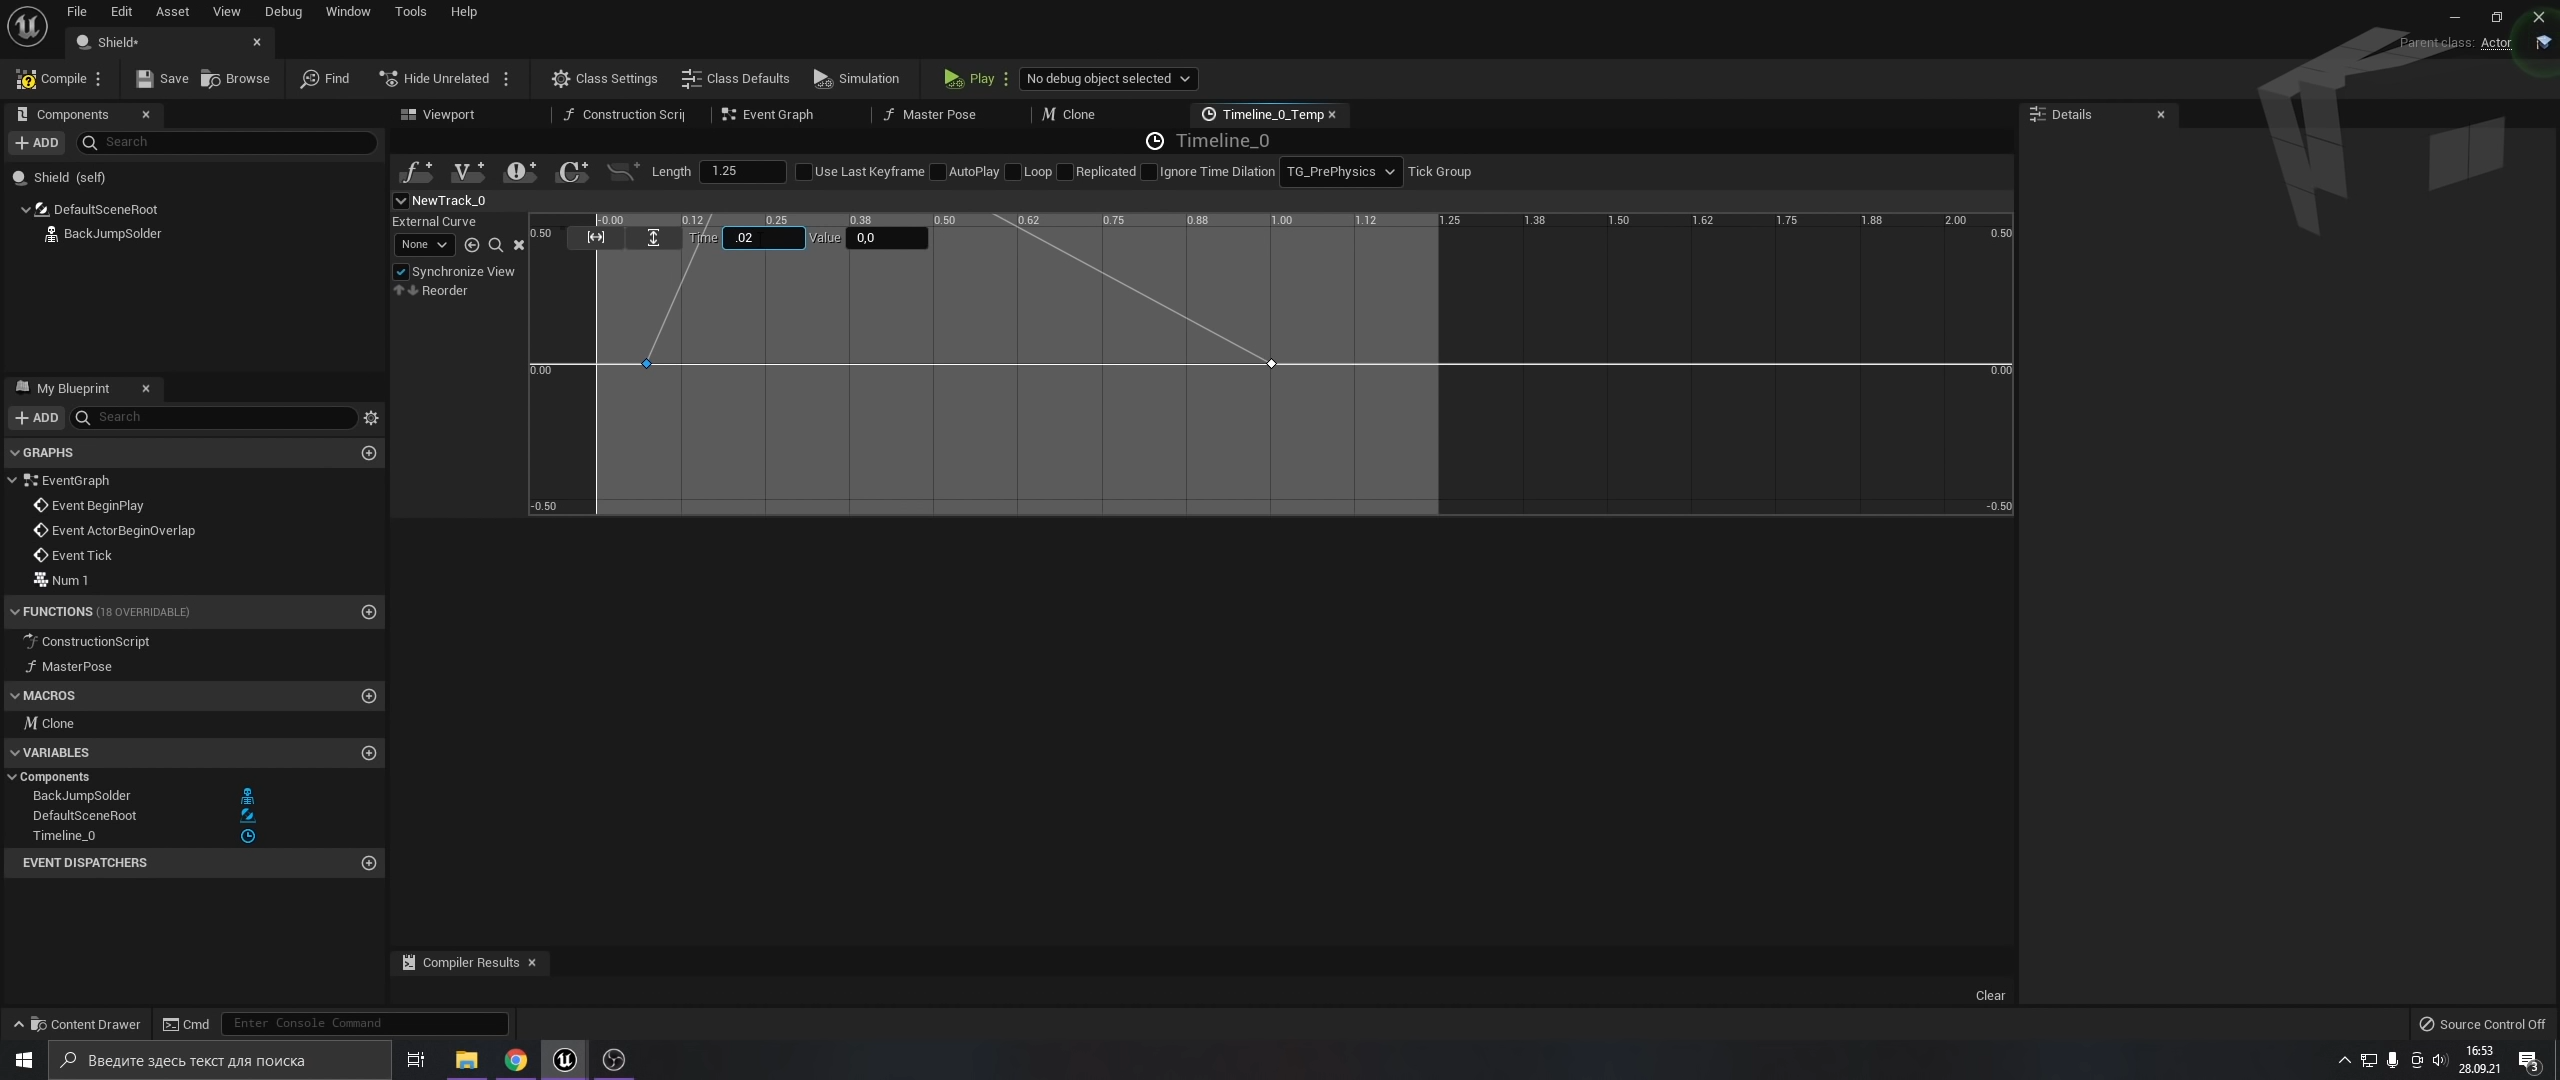 File Edit Asset View Debug Window Tools Help
Shield*
Parent class: Actor
Compile Save Browse Find Hide Unrelated Class Settings Class Defaults Simulation Play No debug object selected
Components Viewport Construction Scrip Event Graph Master Pose Clone Timeline_0_Temp Details
ADD Search
Timeline_0
Length 1.25 Use Last Keyframe AutoPlay Loop Replicated Ignore Time Dilation TG_PrePhysics Tick Group
Shield (self)
DefaultSceneRoot
BackJumpSolder
NewTrack_0
External Curve
None
Synchronize View
Reorder
-0.00 0.12 0.25 0.38 0.50 0.62 0.75 0.88 1.00 1.12 1.25 1.38 1.50 1.62 1.75 1.88 2.00
0.50 Time .02 Value 0,0 0.50
0.00 0.00
-0.50 -0.50
My Blueprint
ADD Search
GRAPHS
EventGraph
Event BeginPlay
Event ActorBeginOverlap
Event Tick
Num 1
FUNCTIONS (18 OVERRIDABLE)
ConstructionScript
MasterPose
MACROS
Clone
VARIABLES
Components
BackJumpSolder
DefaultSceneRoot
Timeline_0
EVENT DISPATCHERS
Compiler Results
Clear
Content Drawer Cmd Enter Console Command Source Control Off
Введите здесь текст для поиска
16:53
28.09.21
3